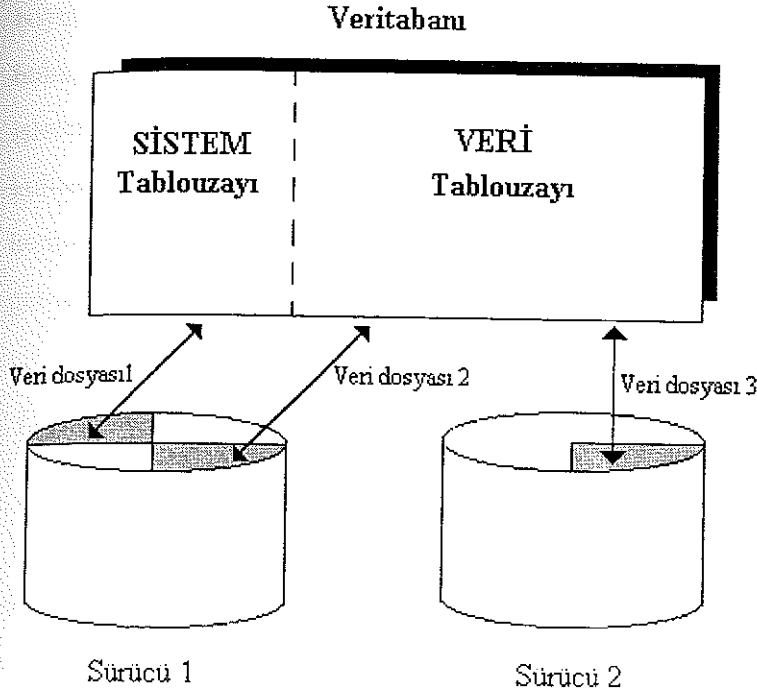 Veritabanı
SİSTEM
Tablouzayı
VERİ
Tablouzayı
Veri dosyası1
Veri dosyası 2
Veri dosyası 3
Sürücü 1
Sürücü 2